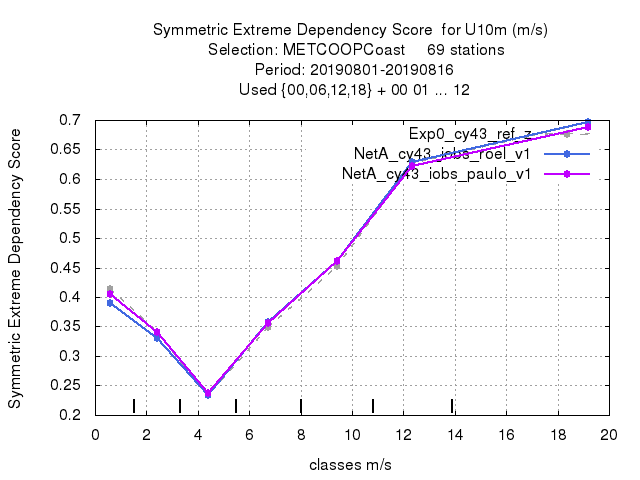 Symmetric Extreme Dependency Score for U10m (m/s)
Selection: METCOOPCoast 69 stations
Period: 20190801-20190816
Used {00,06,12,18} + 00 01 ... 12
Symmetric Extreme Dependency Score
0.7
0.65
0.6
0.55
0.5
0.45
0.4
0.35
0.3
0.25
0.2
Exp0_cy43_ref_z
NetA_cy43_iobs_roel_v1
NetA_cy43_iobs_paulo_v1
0 2 4 6 8 10 12 14 16 18 20
classes m/s